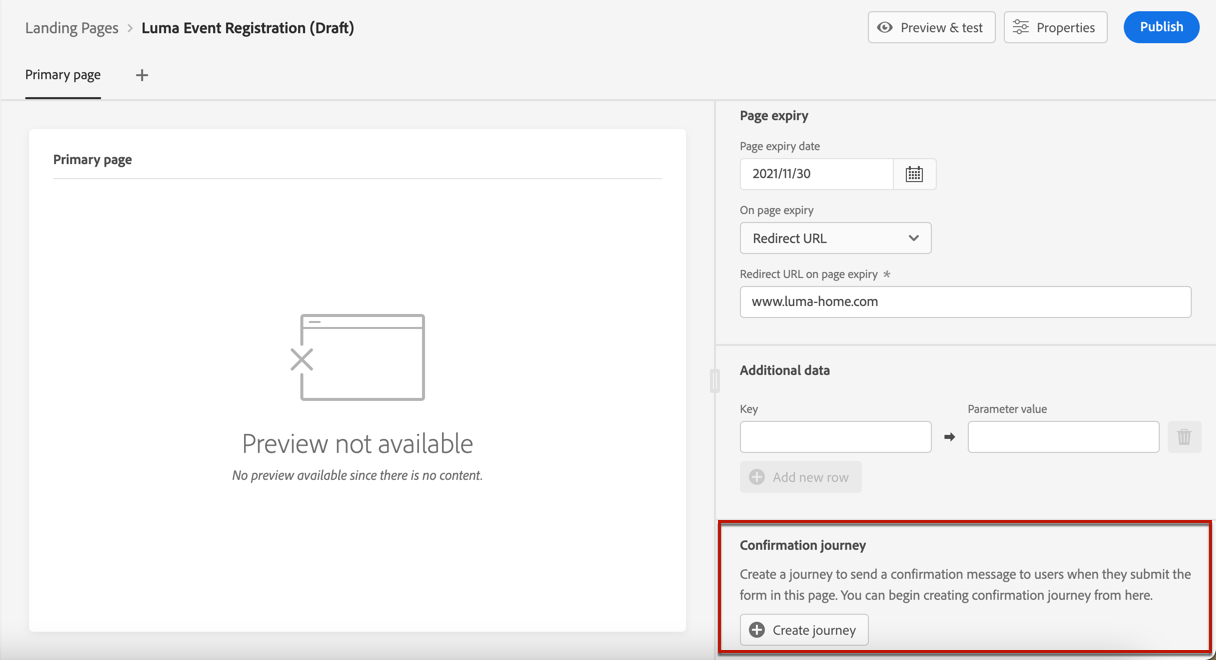 Landing Pages > Luma Event Registration (Draft)
Preview & test
Properties
Publish
Primary page
Primary page
Preview not available
No preview available since there is no content.
Page expiry
Page expiry date
2021/11/30
On page expiry
Redirect URL
Redirect URL on page expiry *
www.luma-home.com
Additional data
Key
Parameter value
Add new row
Confirmation journey
Create a journey to send a confirmation message to users when they submit the
form in this page. You can begin creating confirmation journey from here.
Create journey